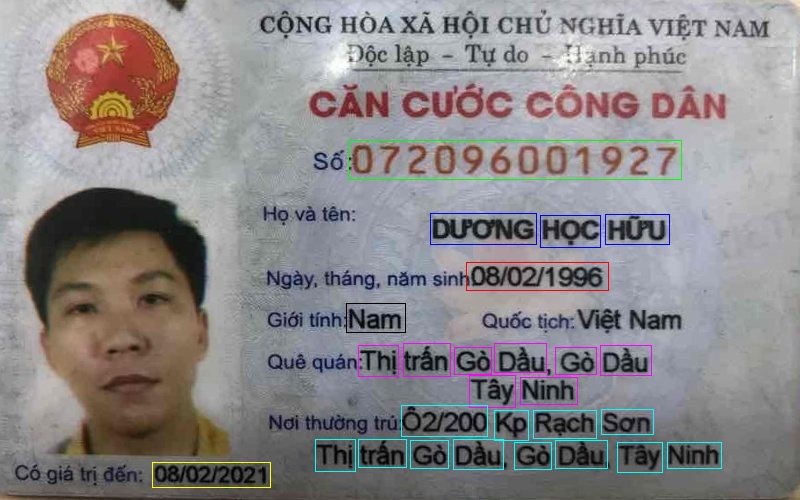 CỘNG HÒA XÃ HỘI CHỦ NGHĨA VIỆT NAM
Độc lập - Tự do - Hạnh phúc
CĂN CƯỚC CÔNG DÂN
Số: 072096001927
Họ và tên:
DƯƠNG HỌC HỮU
Ngày, tháng, năm sinh: 08/02/1996
Giới tính: Nam Quốc tịch: Việt Nam
Quê quán: Thị trấn Gò Dầu, Gò Dầu
Tây Ninh
Nơi thường trú: Ô2/200 Kp Rạch Sơn
Thị trấn Gò Dầu, Gò Dầu, Tây Ninh
Có giá trị đến: 08/02/2021
VIỆT NAM